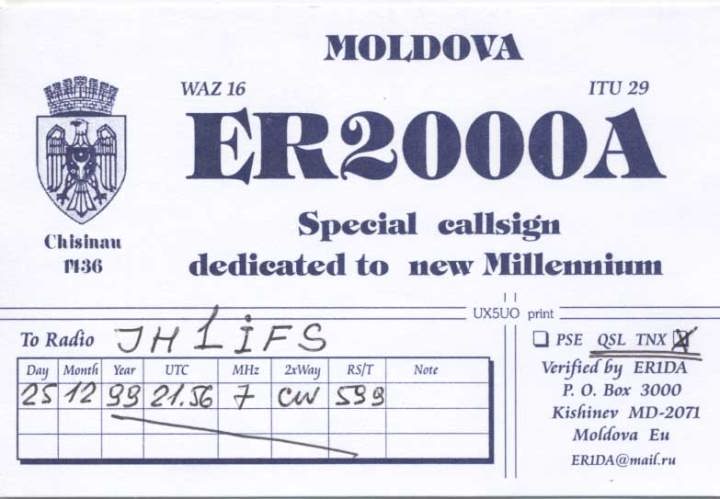 MOLDOVA
WAZ 16 ITU 29
ER2000A
Special callsign
dedicated to new Millennium
Chisinau
1436
UX5UO print
To Radio JH1IFS
Day Month Year UTC MHz 2xWay RS/T Note
25 12 99 21.56 7 CW 599
PSE QSL TNX X
Verified by ER1DA
P. O. Box 3000
Kishinev MD-2071
Moldova Eu
ER1DA@mail.ru